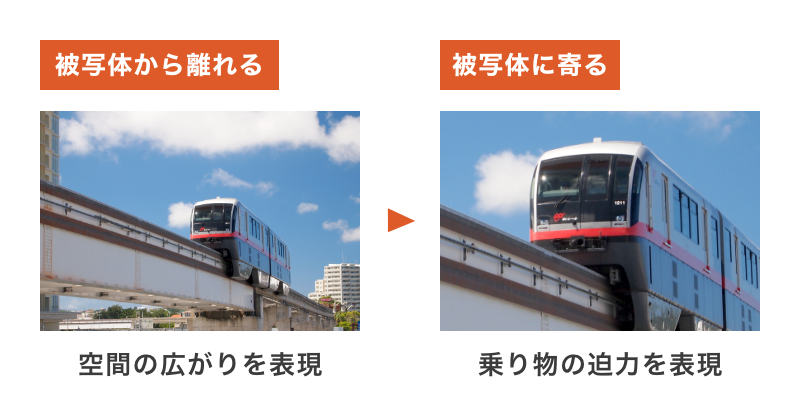 被写体から離れる
被写体に寄る
1211
空間の広がりを表現
乗り物の迫力を表現